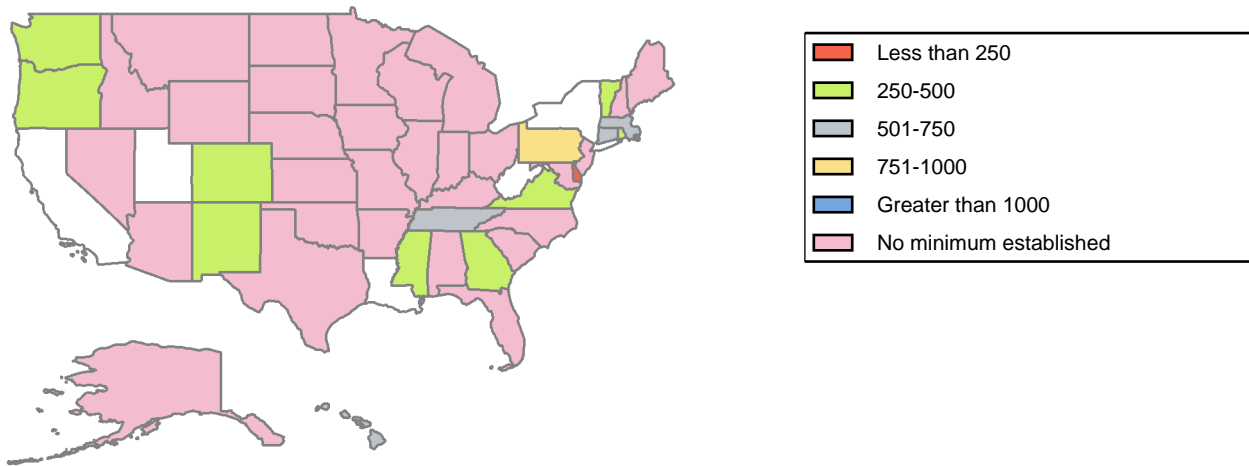 Less than 250
250-500
501-750
751-1000
Greater than 1000
No minimum established